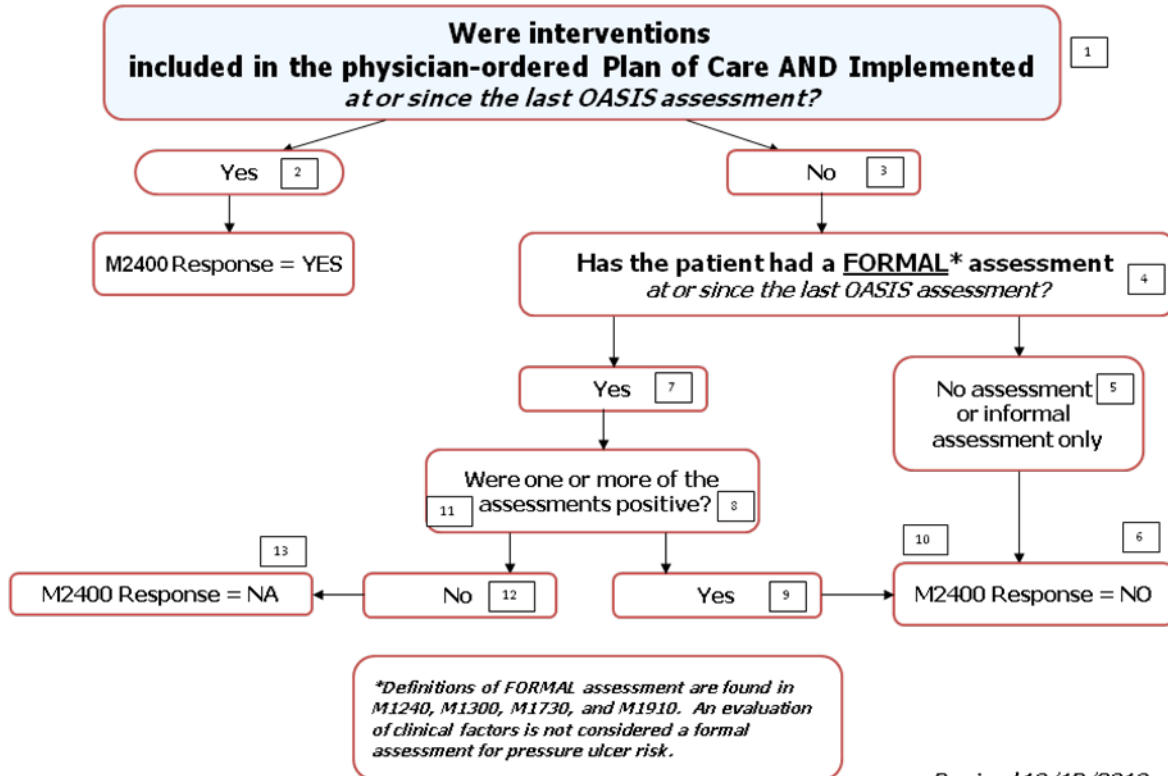 Were interventions
included in the physician-ordered Plan of Care AND Implemented
at or since the last OASIS assessment?
1
Yes
2
No
3
M2400 Response = YES
Has the patient had a FORMAL* assessment
at or since the last OASIS assessment?
4
Yes
7
No assessment
or informal
assessment only
5
Were one or more of the
assessments positive?
11
8
13
10
6
M2400 Response = NA
No
12
Yes
9
M2400 Response = NO
*Definitions of FORMAL assessment are found in
M1240, M1300, M1730, and M1910. An evaluation
of clinical factors is not considered a formal
assessment for pressure ulcer risk.